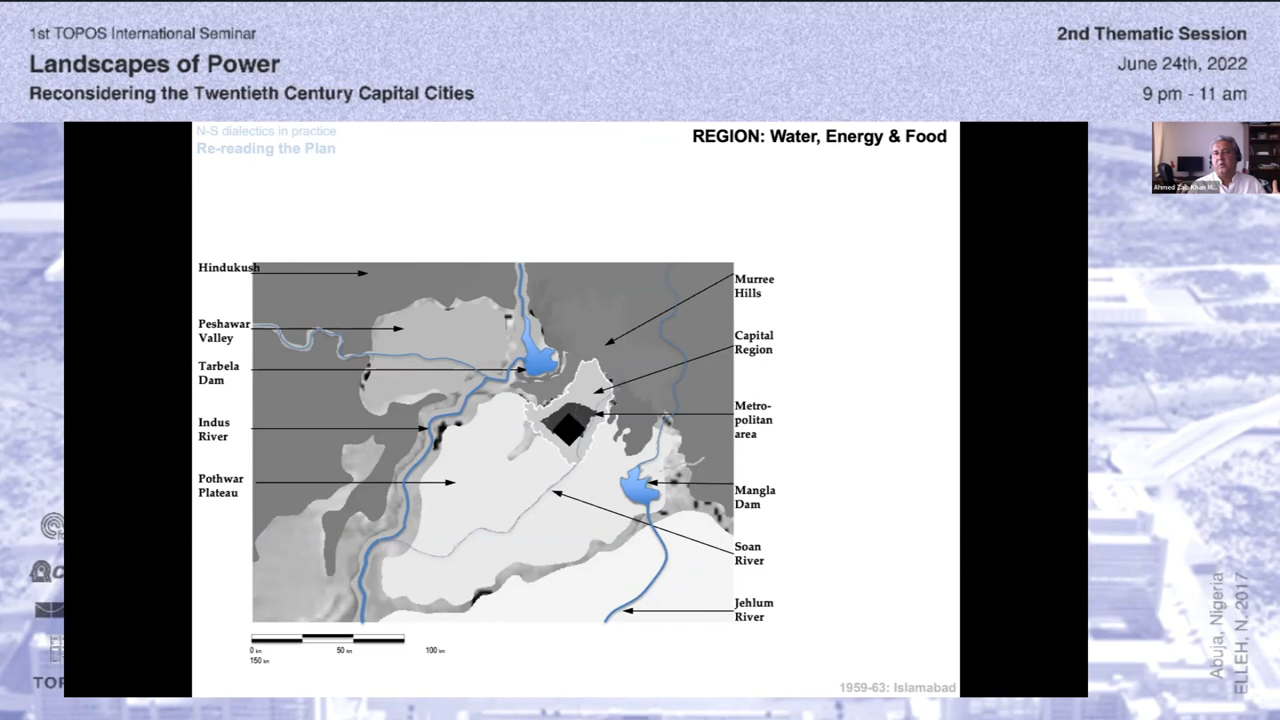 1st TOPOS International Seminar
Landscapes of Power
Reconsidering the Twentieth Century Capital Cities
2nd Thematic Session
June 24th, 2022
9 pm - 11 am
N-S dialectics in practice
Re-reading the Plan
REGION: Water, Energy & Food
Ahmed Zaib Khan M...
Hindukush
Peshawar
Valley
Tarbela
Dam
Indus
River
Pothwar
Plateau
Murree
Hills
Capital
Region
Metro-
politan
area
Mangla
Dam
Soan
River
Jehlum
River
0 km
50 km
100 km
150 km
1959-63: Islamabad
Abuja, Nigeria
ELLEH, N. 2017
TOP